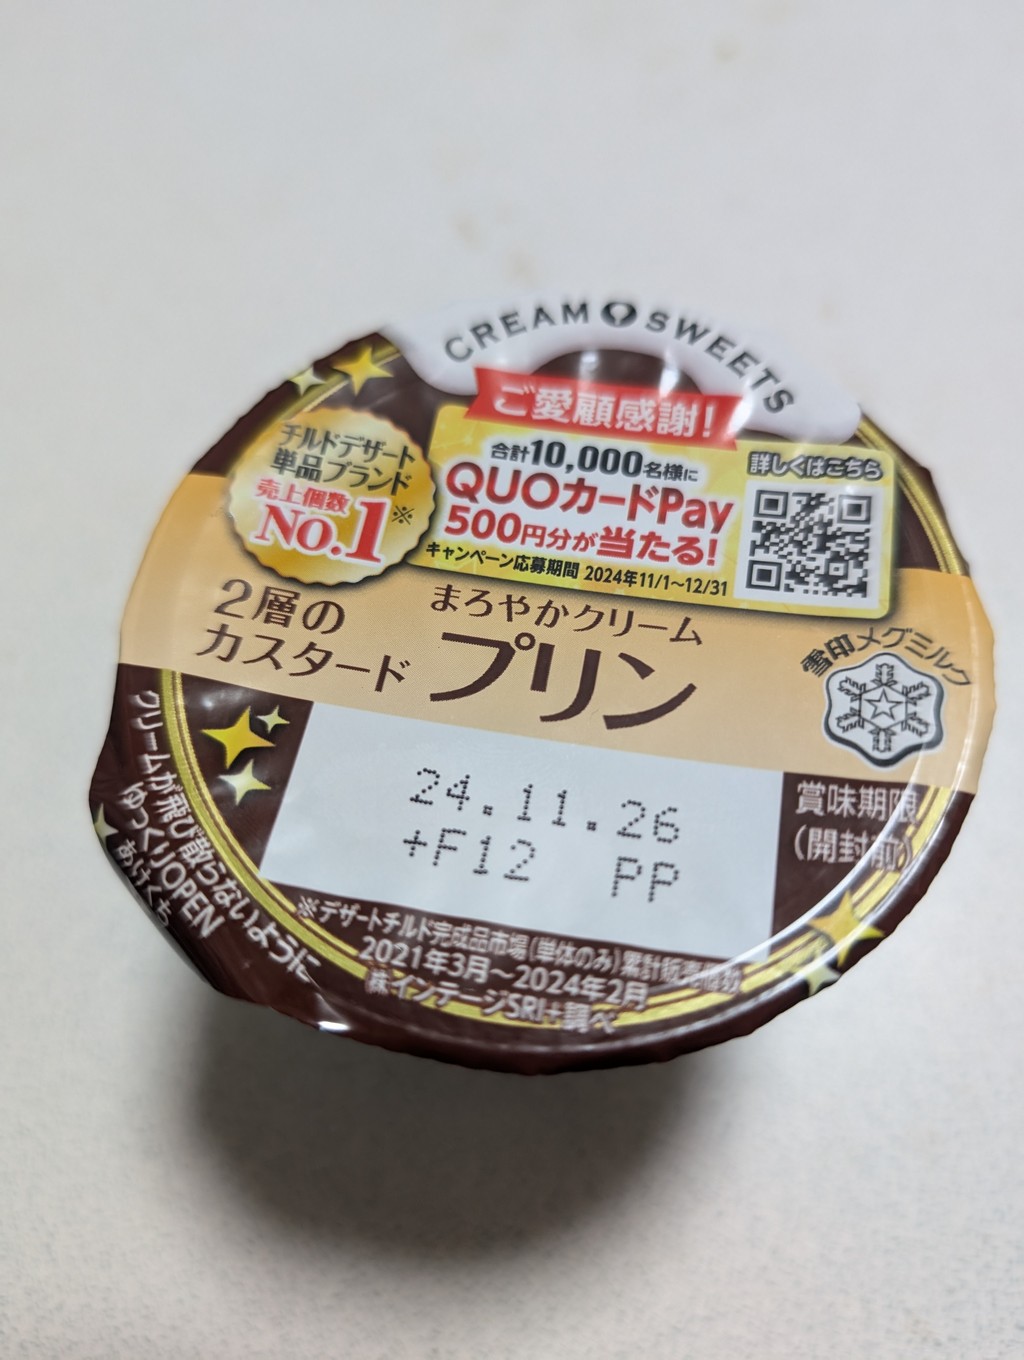 CREAM SWEETS
ご愛顧感謝!
合計10,000名様に
QUOカードPay
500円分が当たる!
キャンペーン応募期間 2024年11/1~12/31
詳しくはこちら
チルドデザート
単品ブランド
売上個数
No.1※
2層の
カスタード
まろやかクリーム
プリン
雪印メグミルク
賞味期限
(開封前)
24.11.26
+F12 PP
クリームが飛び散らないように
ゆっくりOPEN
あけくち
※デザートチルド完成品市場(単体のみ)累計販売個数
2021年3月~2024年2月
㈱インテージSRI+調べ